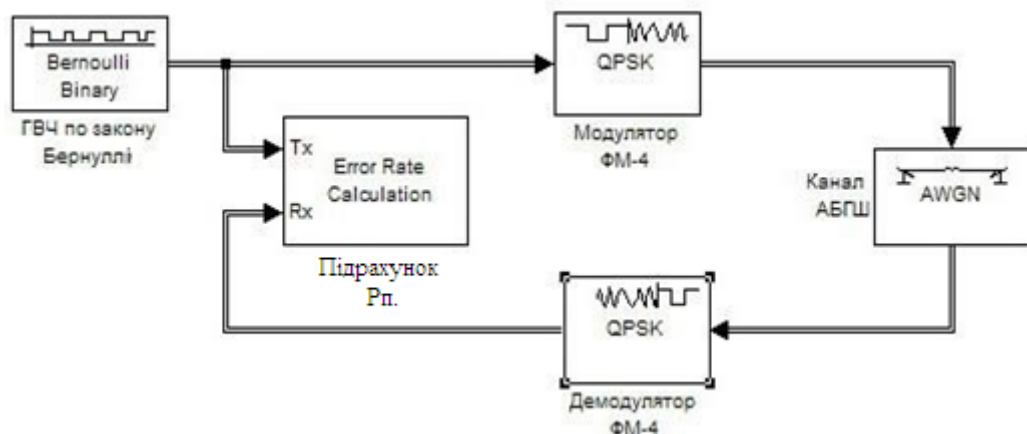 Bernoulli
Binary
ГВЧ по закону
Бернуллі
QPSK
Модулятор
ФМ-4
Tx
Error Rate
Calculation
Rx
Підрахунок
Рп.
Канал
АБГШ
AWGN
QPSK
Демодулятор
ФМ-4